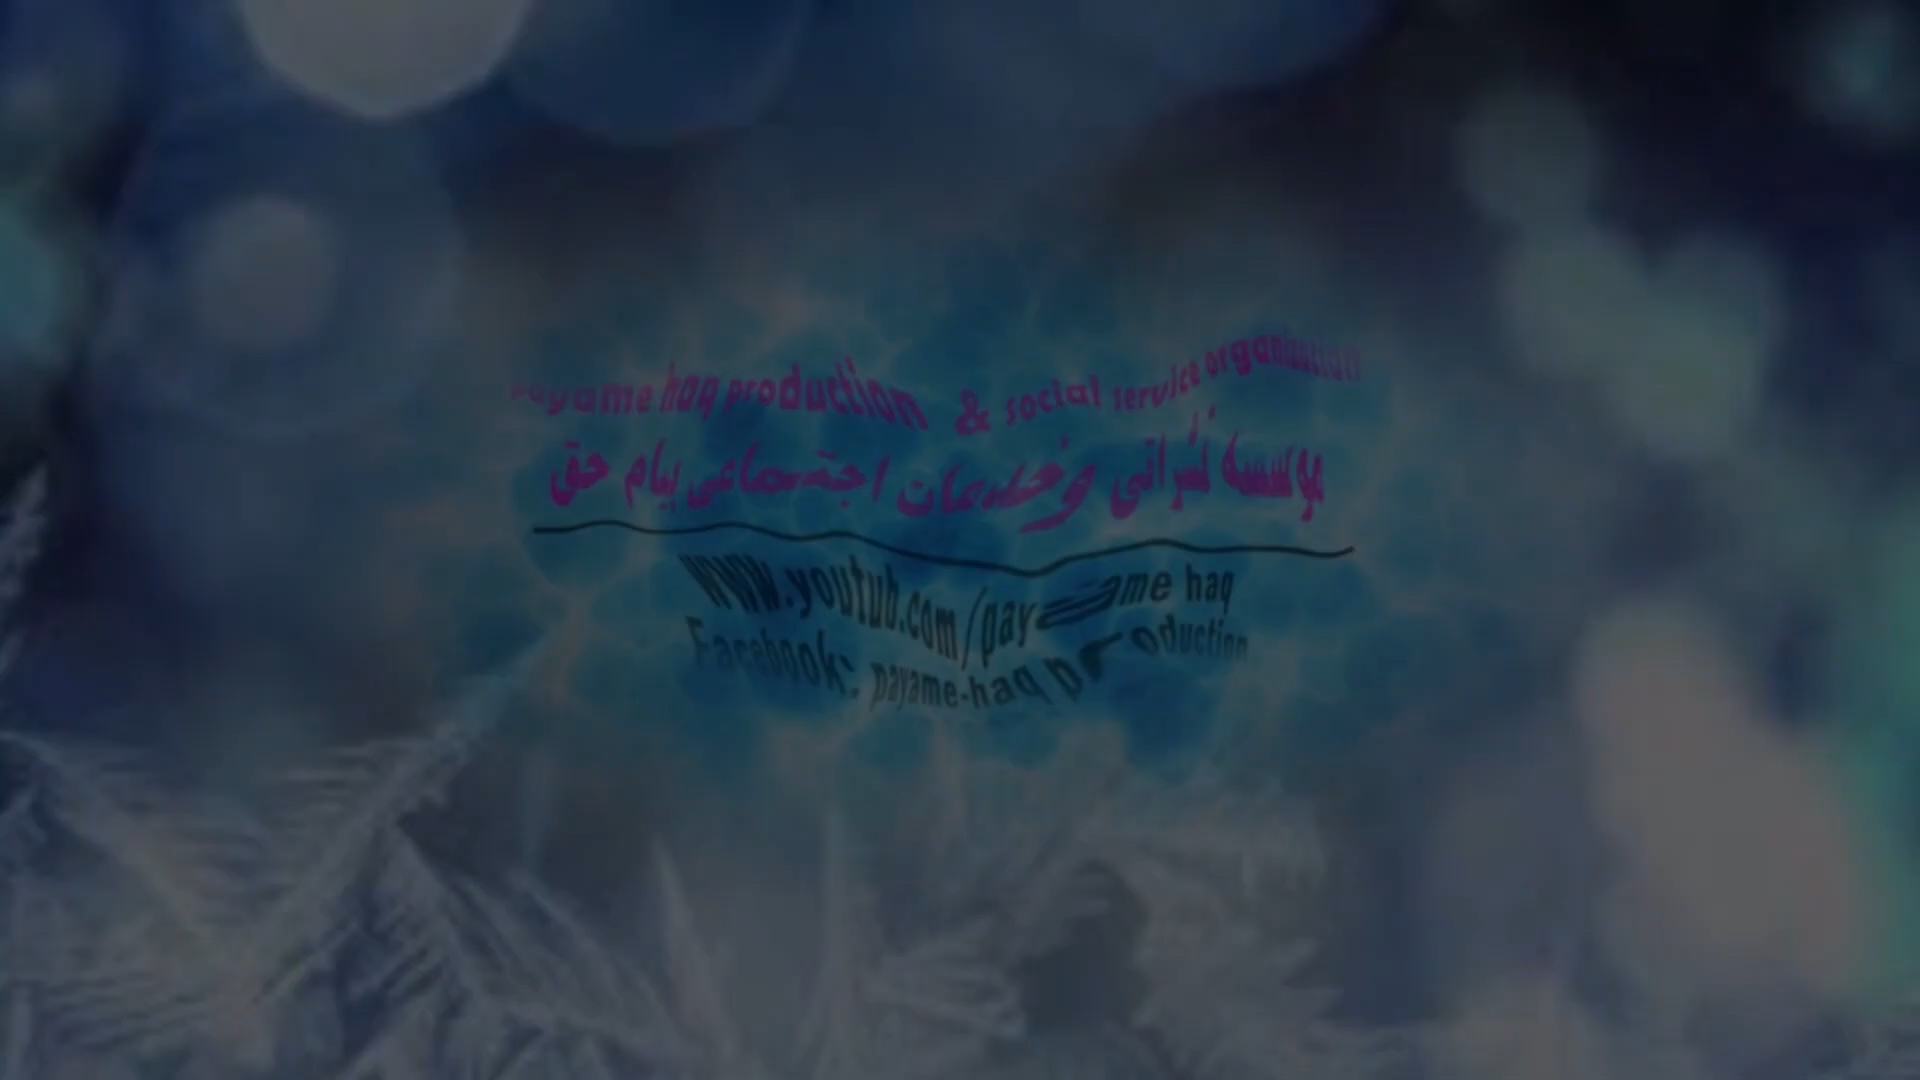 payame haq production & social service organization
موسسه نشراتی وخدمات اجتماعی پیام حق
www.youtub.com/payame haq
Facebook: payame-haq production